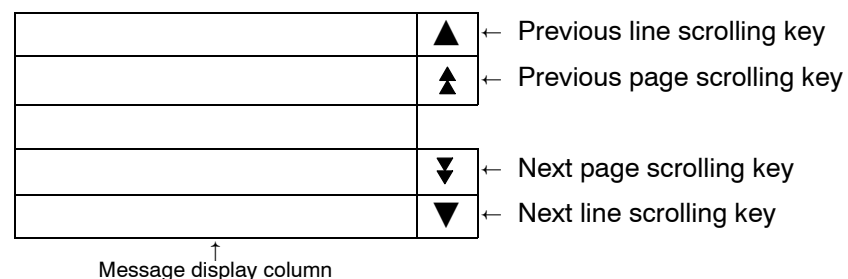 ▲ ← Previous line scrolling key
← Previous page scrolling key
← Next page scrolling key
▼ ← Next line scrolling key
↑
Message display column